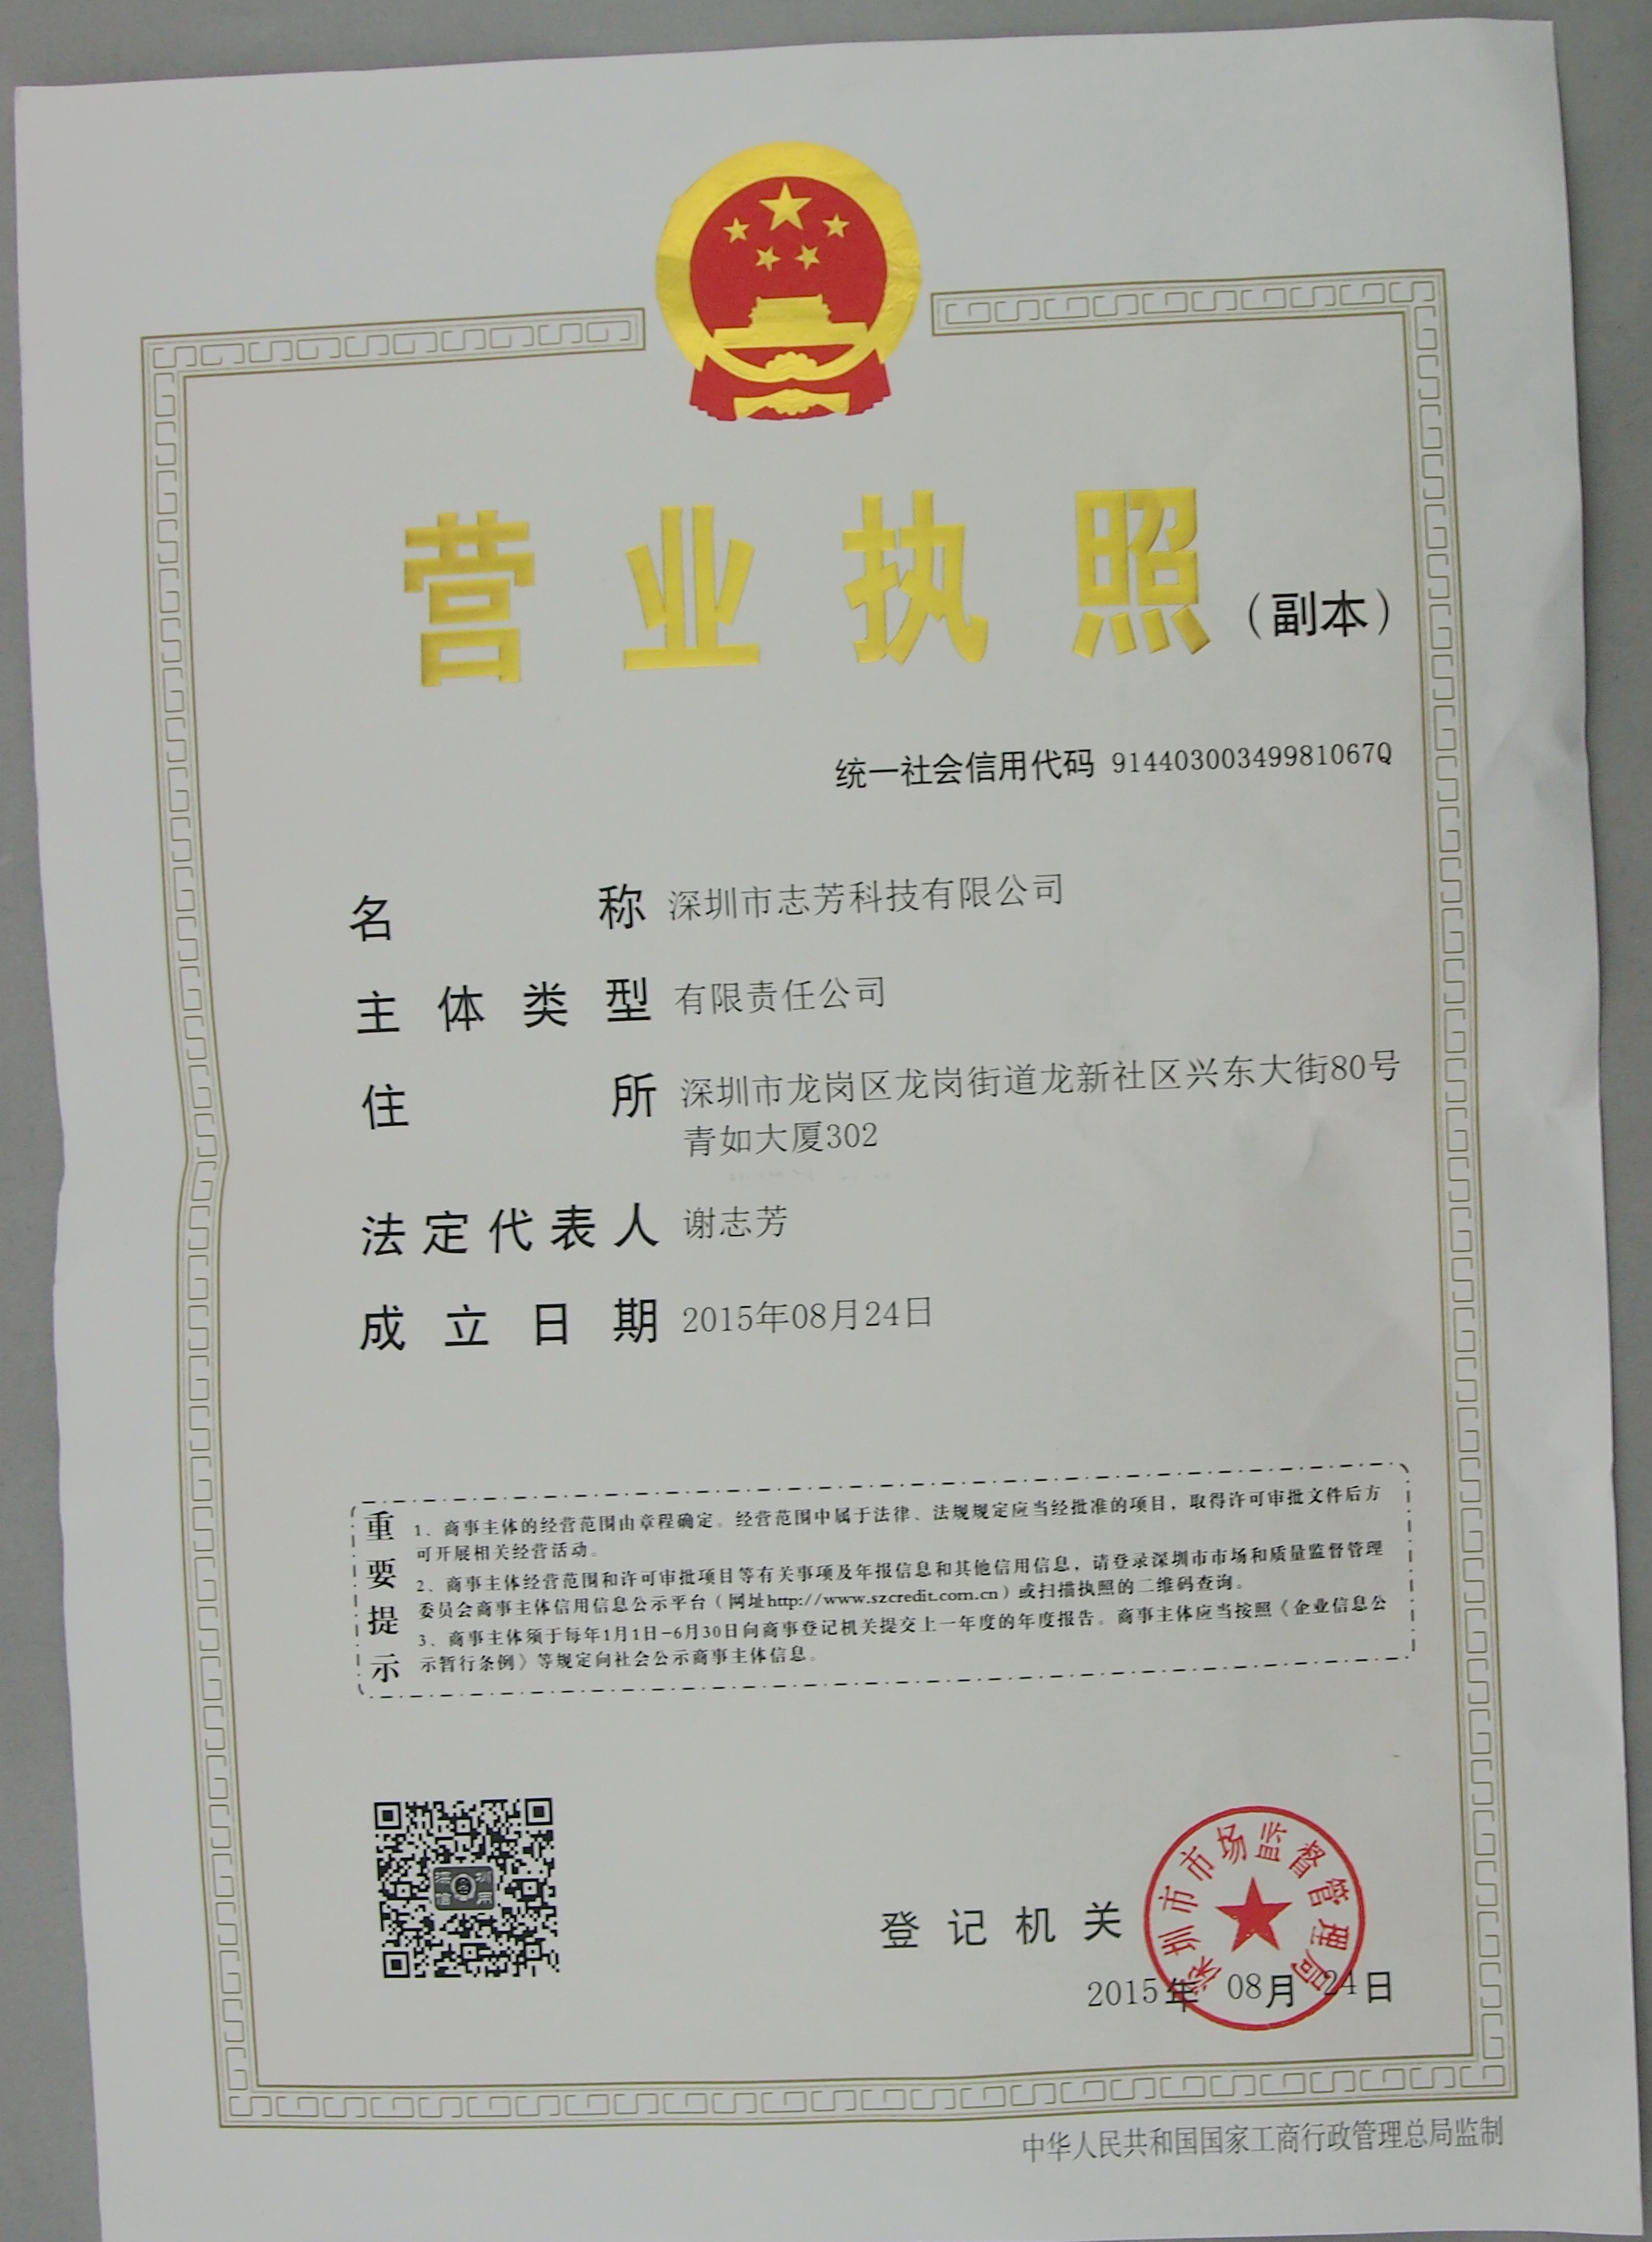 营业执照（副本）
统一社会信用代码 91440300349981067Q
名称 深圳市志芳科技有限公司
主体类型 有限责任公司
住所 深圳市龙岗区龙岗街道龙新社区兴东大街80号
青如大厦302
法定代表人 谢志芳
成立日期 2015年08月24日
重要提示
1、商事主体的经营范围由章程确定。经营范围中属于法律、法规规定应当经批准的项目，取得许可审批文件后方
可开展相关经营活动。
2、商事主体经营范围和许可审批项目等有关事项及年报信息和其他信用信息，请登录深圳市市场和质量监督管理
委员会商事主体信用信息公示平台（网址http://www.szcredit.com.cn）或扫描执照的二维码查询。
3、商事主体须于每年1月1日-6月30日向商事登记机关提交上一年度的年度报告。商事主体应当按照《企业信息公
示暂行条例》等规定向社会公示商事主体信息。
深圳
信用
登记机关
深圳市市场监督管理局
2015年 08月 24日
中华人民共和国国家工商行政管理总局监制